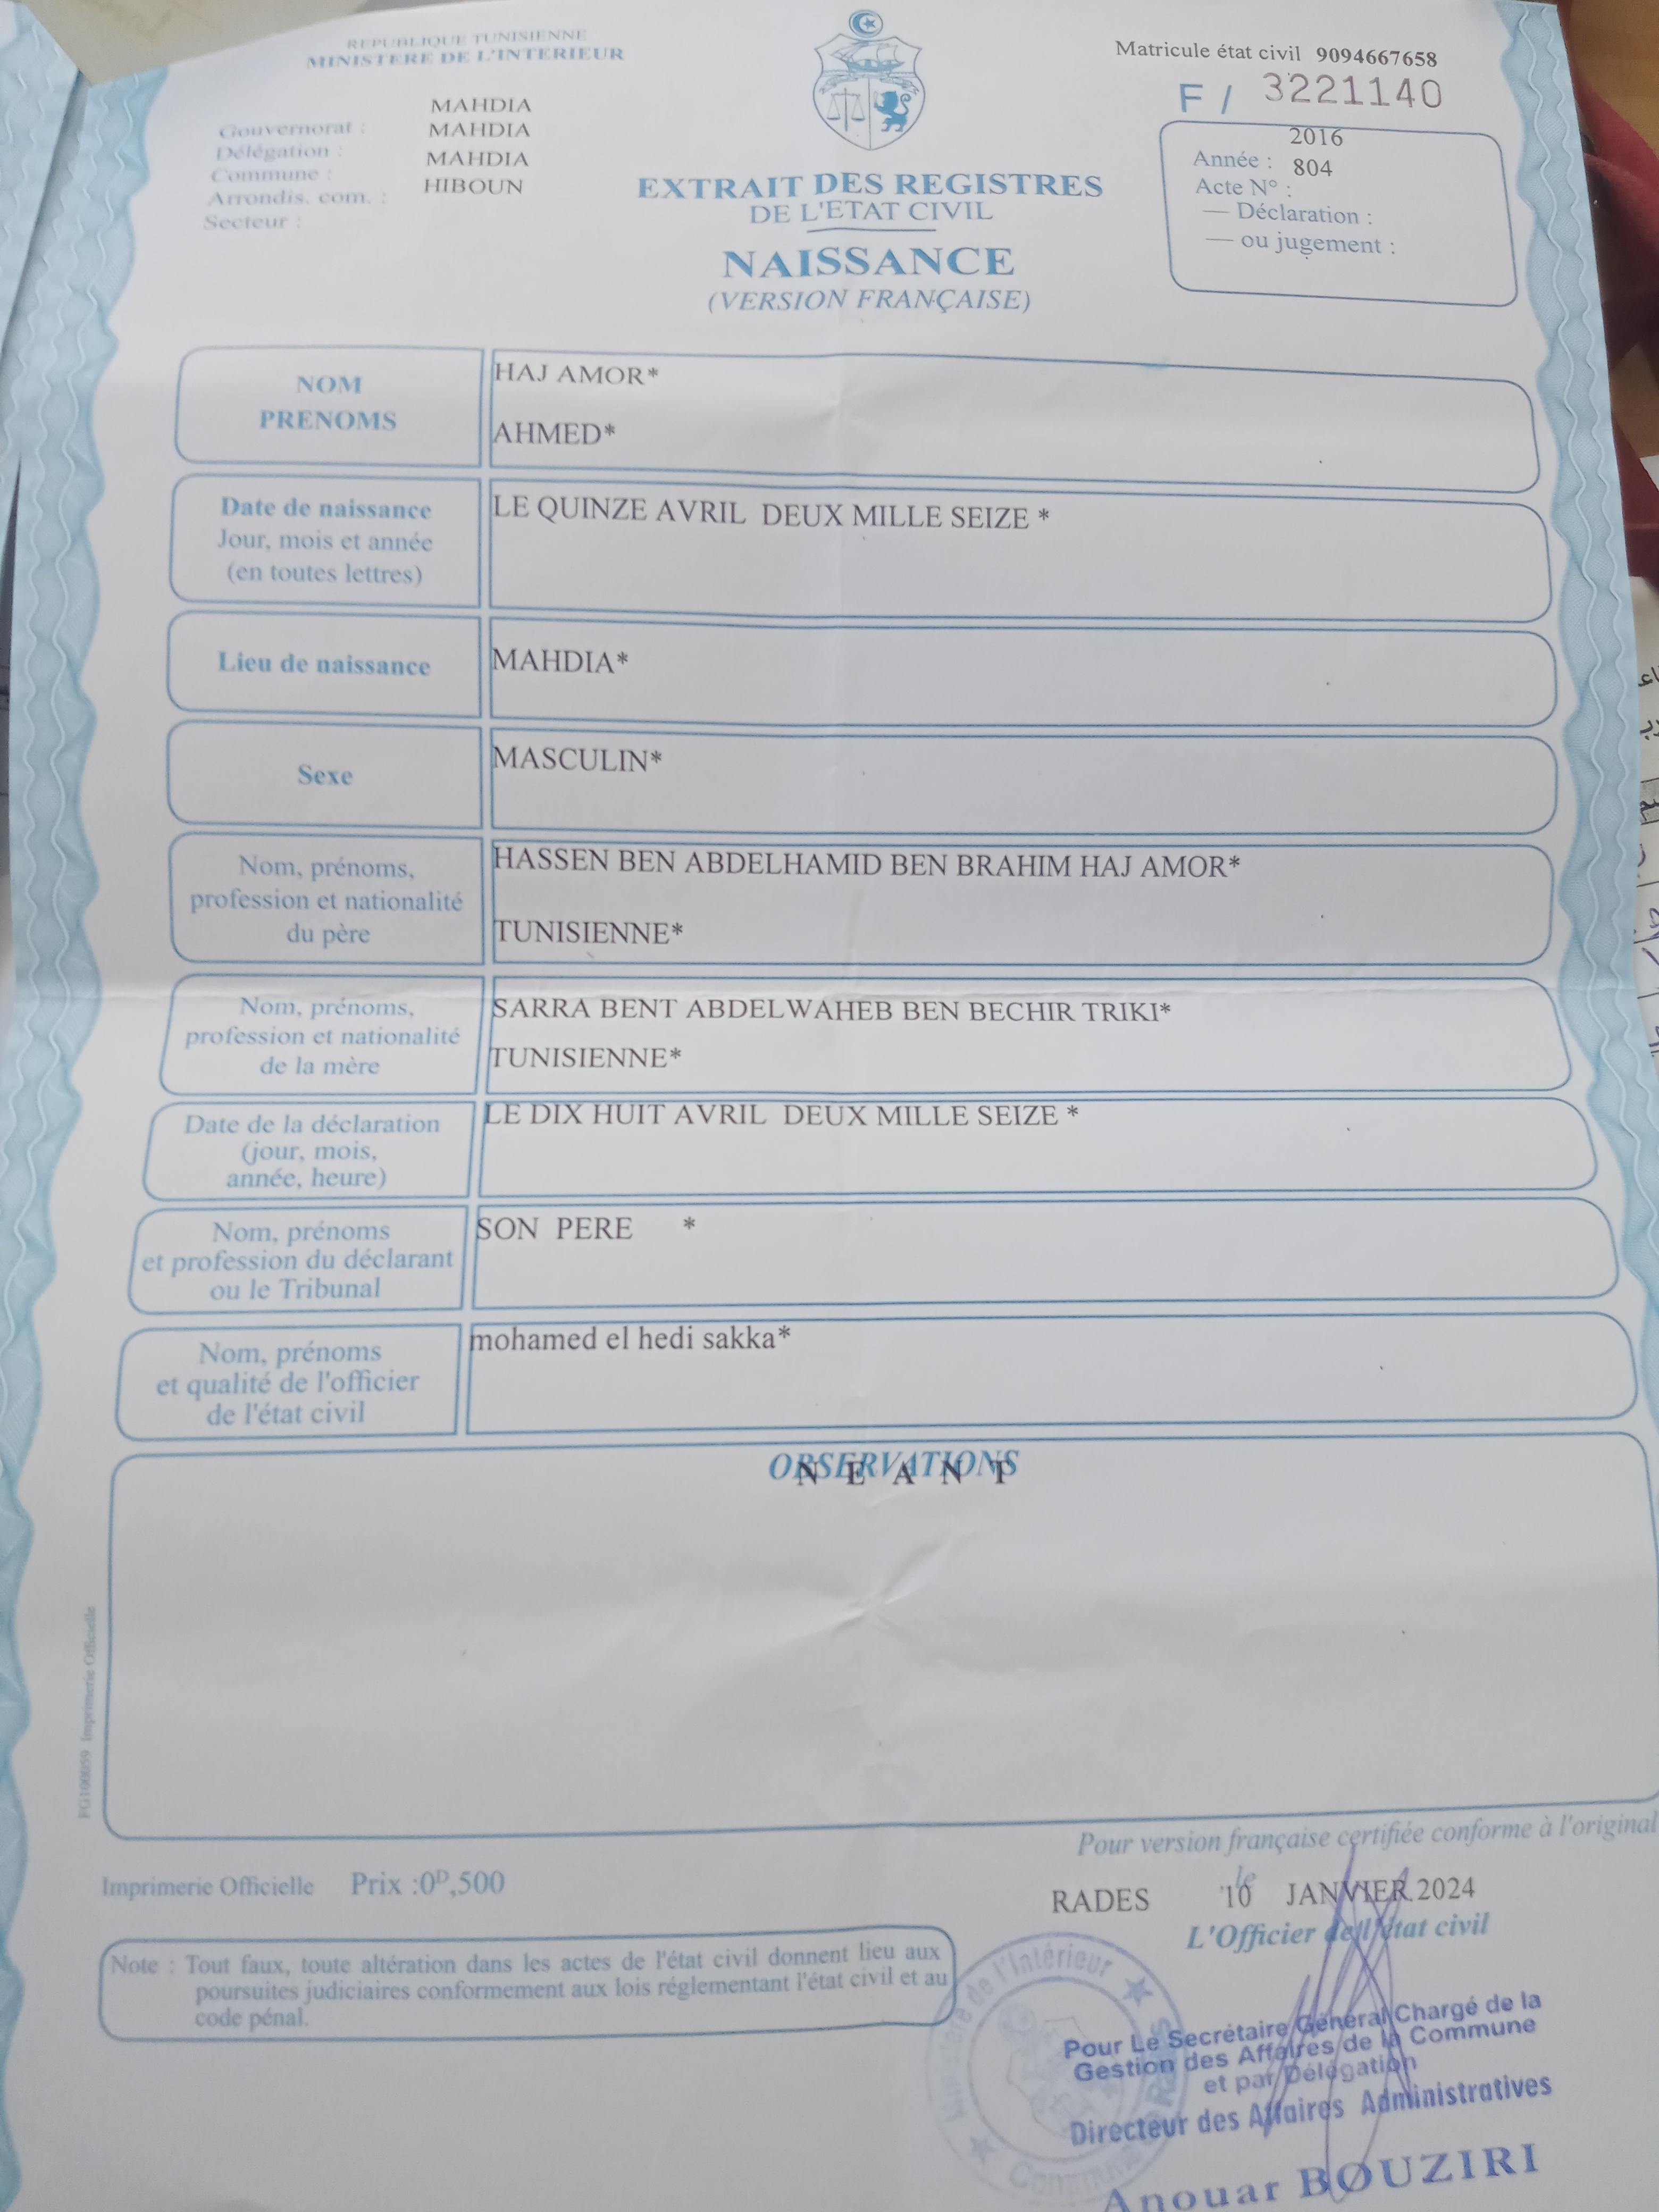 REPUBLIQUE TUNISIENNE
MINISTERE DE L'INTERIEUR
Matricule état civil 9094667658
F / 3221140
MAHDIA
Gouvernorat : MAHDIA
Délégation : MAHDIA
Commune : HIBOUN
Arrondis. com. :
Secteur :
2016
Année : 804
Acte N° :
— Déclaration :
— ou jugement :
EXTRAIT DES REGISTRES
DE L'ETAT CIVIL
NAISSANCE
(VERSION FRANÇAISE)
NOM
PRENOMS
HAJ AMOR*
AHMED*
Date de naissance
Jour, mois et année
(en toutes lettres)
LE QUINZE AVRIL DEUX MILLE SEIZE *
Lieu de naissance
MAHDIA*
Sexe
MASCULIN*
Nom, prénoms,
profession et nationalité
du père
HASSEN BEN ABDELHAMID BEN BRAHIM HAJ AMOR*
TUNISIENNE*
Nom, prénoms,
profession et nationalité
de la mère
SARRA BENT ABDELWAHEB BEN BECHIR TRIKI*
TUNISIENNE*
Date de la déclaration
(jour, mois,
année, heure)
LE DIX HUIT AVRIL DEUX MILLE SEIZE *
Nom, prénoms
et profession du déclarant
ou le Tribunal
SON PERE *
Nom, prénoms
et qualité de l'officier
de l'état civil
mohamed el hedi sakka*
OBSERVATIONS
N E A N T
FG100059 Imprimerie Officielle
Pour version française certifiée conforme à l'original
Imprimerie Officielle Prix :0ᴰ,500
le
RADES 10 JANVIER 2024
L'Officier de l'état civil
Note : Tout faux, toute altération dans les actes de l'état civil donnent lieu aux
poursuites judiciaires conformement aux lois réglementant l'état civil et au
code pénal.
Ministère de l'Intérieur
Pour Le Secrétaire Général Chargé de la
Gestion des Affaires de la Commune
et par Délégation
Directeur des Affaires Administratives
Anouar BOUZIRI